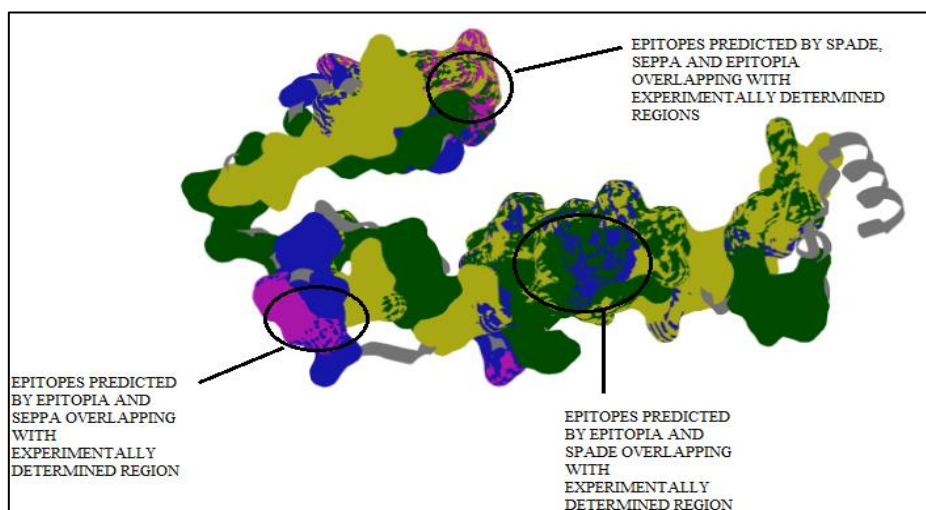 EPITOPES PREDICTED BY SPADE,
SEPPA AND EPITOPIA
OVERLAPPING WITH
EXPERIMENTALLY DETERMINED
REGIONS
EPITOPES PREDICTED
BY EPITOPIA AND
SEPPA OVERLAPPING
WITH
EXPERIMENTALLY
DETERMINED REGION
EPITOPES PREDICTED
BY EPITOPIA AND
SPADE OVERLAPPING
WITH
EXPERIMENTALLY
DETERMINED REGION